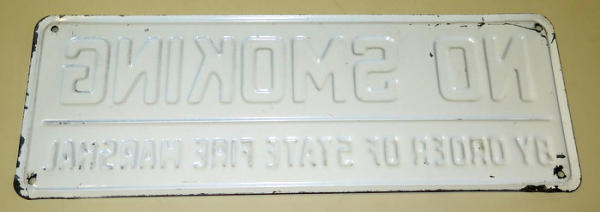 NO SMOKING
BY ORDER OF STATE FIRE MARSHAL